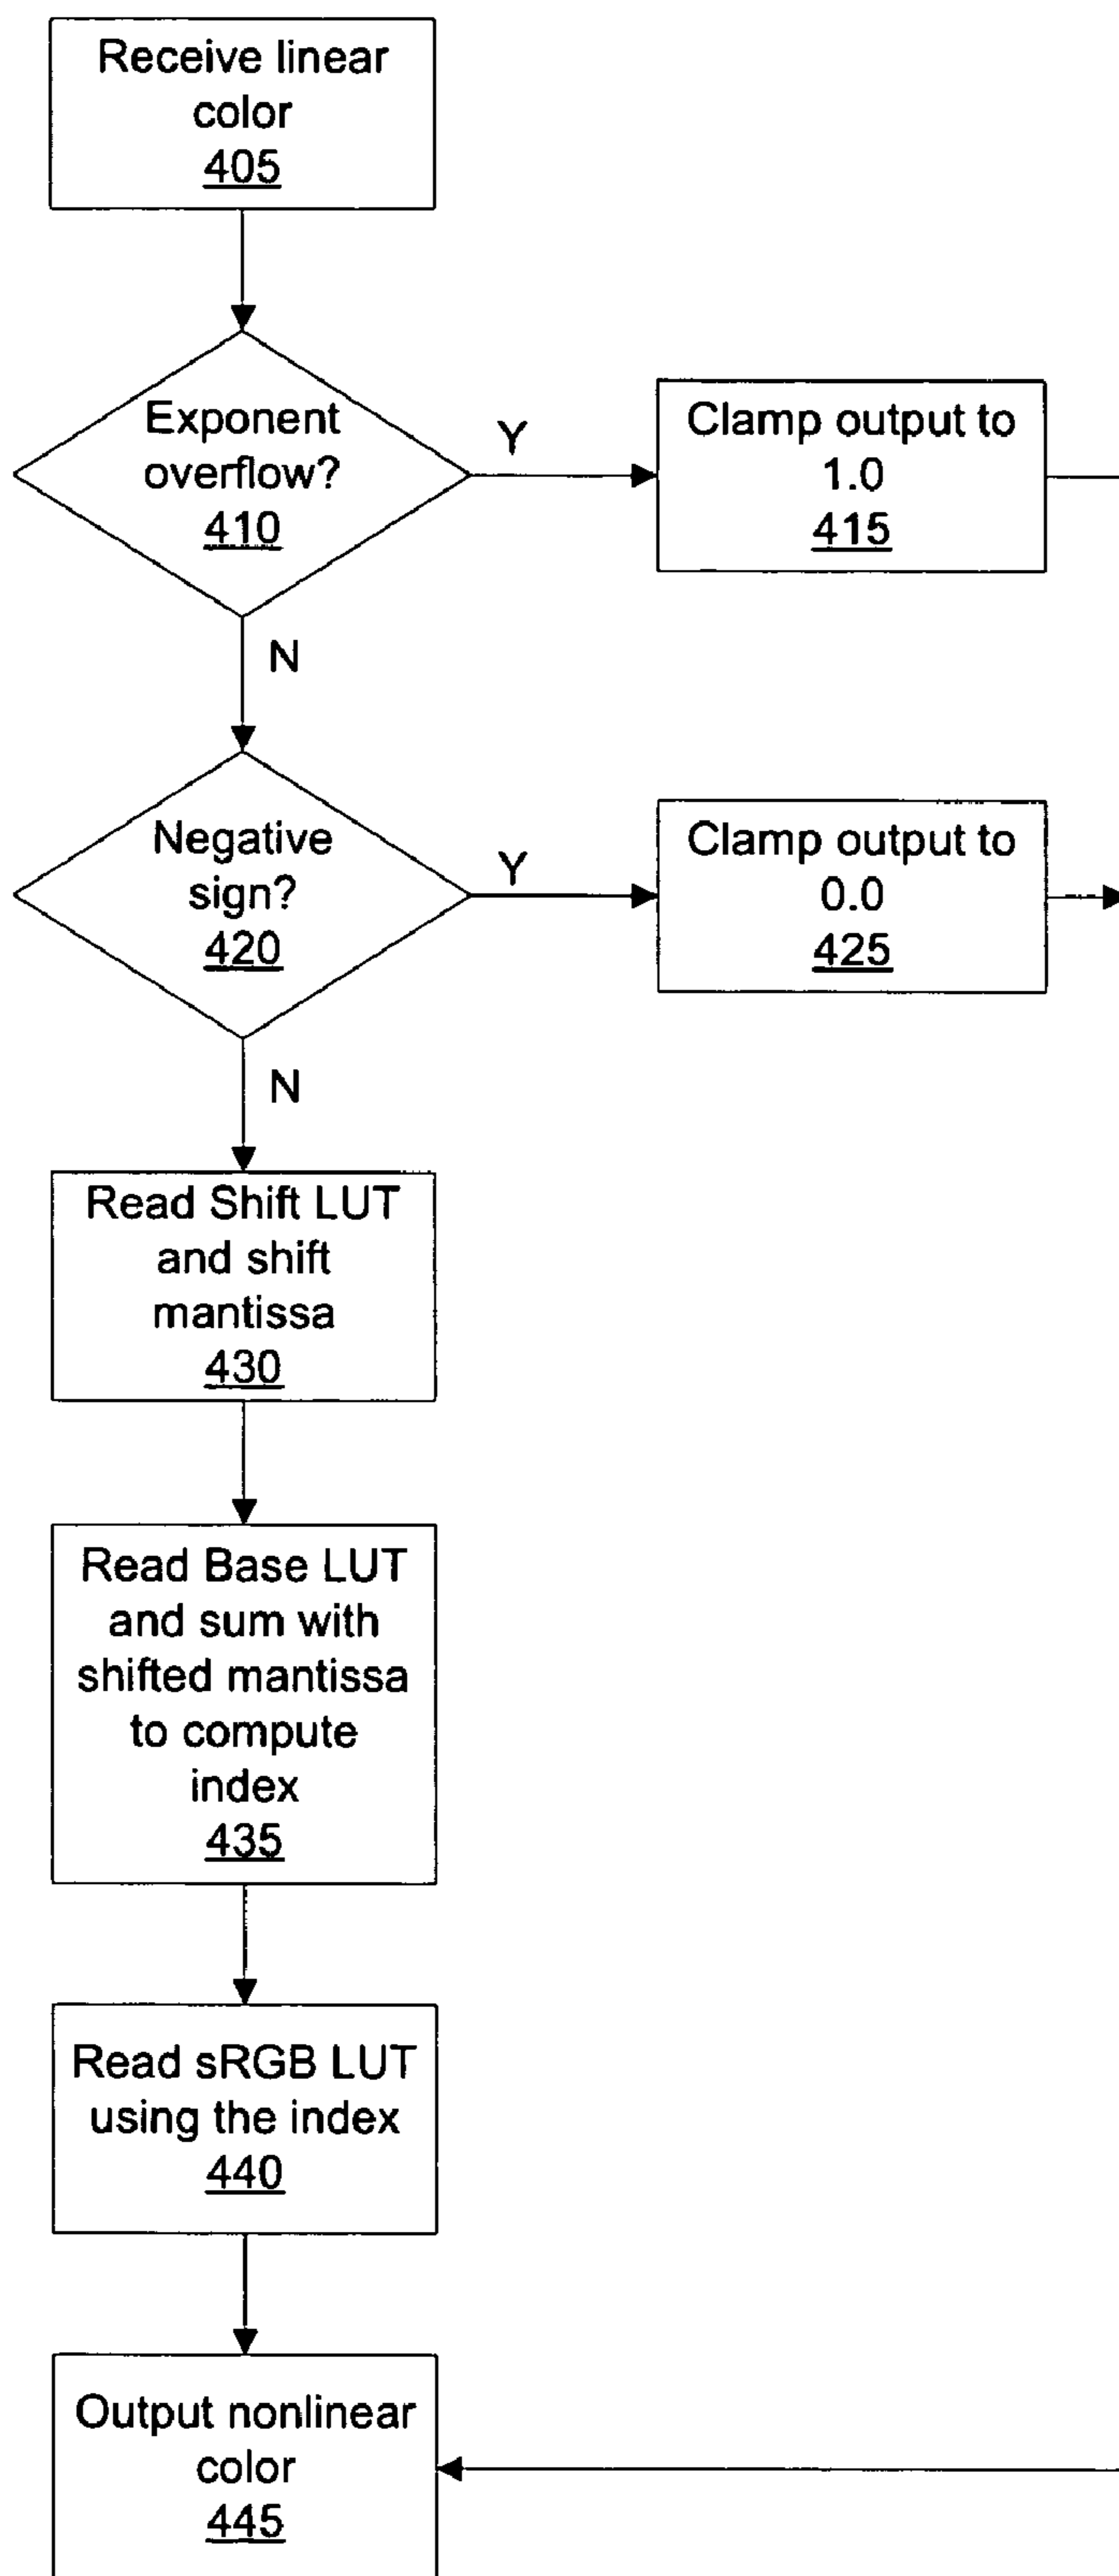 Receive linear
color
405
Exponent
overflow?
410
Y
Clamp output to
1.0
415
N
Negative
sign?
420
Y
Clamp output to
0.0
425
N
Read Shift LUT
and shift
mantissa
430
Read Base LUT
and sum with
shifted mantissa
to compute
index
435
Read sRGB LUT
using the index
440
Output nonlinear
color
445